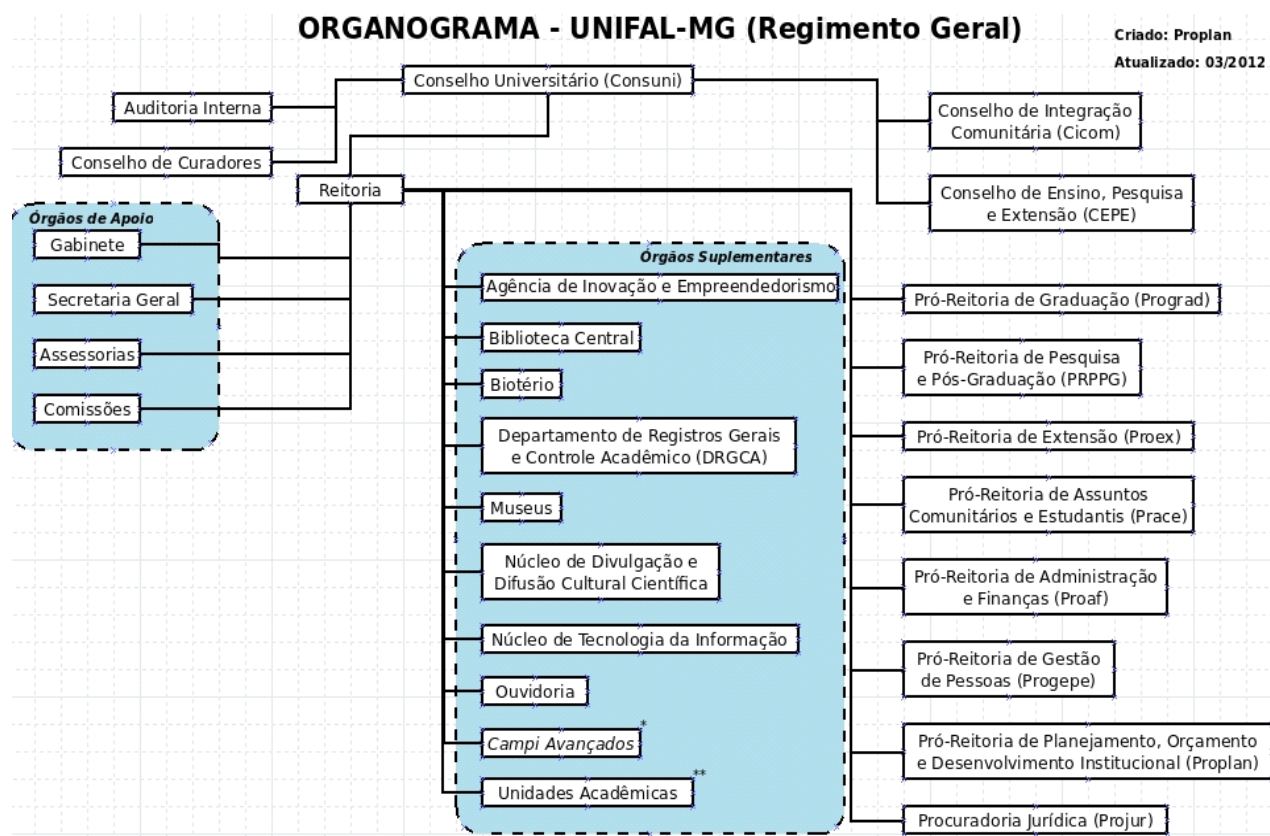 ORGANOGRAMA - UNIFAL-MG (Regimento Geral)
Criado: Proplan
Atualizado: 03/2012
Conselho Universitário (Consuni)
Auditoria Interna
Conselho de Curadores
Conselho de Integração
Comunitária (Cicom)
Conselho de Ensino, Pesquisa
e Extensão (CEPE)
Reitoria
Órgãos de Apoio
Gabinete
Secretaria Geral
Assessorias
Comissões
Órgãos Suplementares
Agência de Inovação e Empreendedorismo
Biblioteca Central
Biotério
Departamento de Registros Gerais
e Controle Acadêmico (DRGCA)
Museus
Núcleo de Divulgação e
Difusão Cultural Científica
Núcleo de Tecnologia da Informação
Ouvidoria
Campi Avançados *
Unidades Acadêmicas **
Pró-Reitoria de Graduação (Prograd)
Pró-Reitoria de Pesquisa
e Pós-Graduação (PRPPG)
Pró-Reitoria de Extensão (Proex)
Pró-Reitoria de Assuntos
Comunitários e Estudantis (Prace)
Pró-Reitoria de Administração
e Finanças (Proaf)
Pró-Reitoria de Gestão
de Pessoas (Progepe)
Pró-Reitoria de Planejamento, Orçamento
e Desenvolvimento Institucional (Proplan)
Procuradoria Jurídica (Projur)